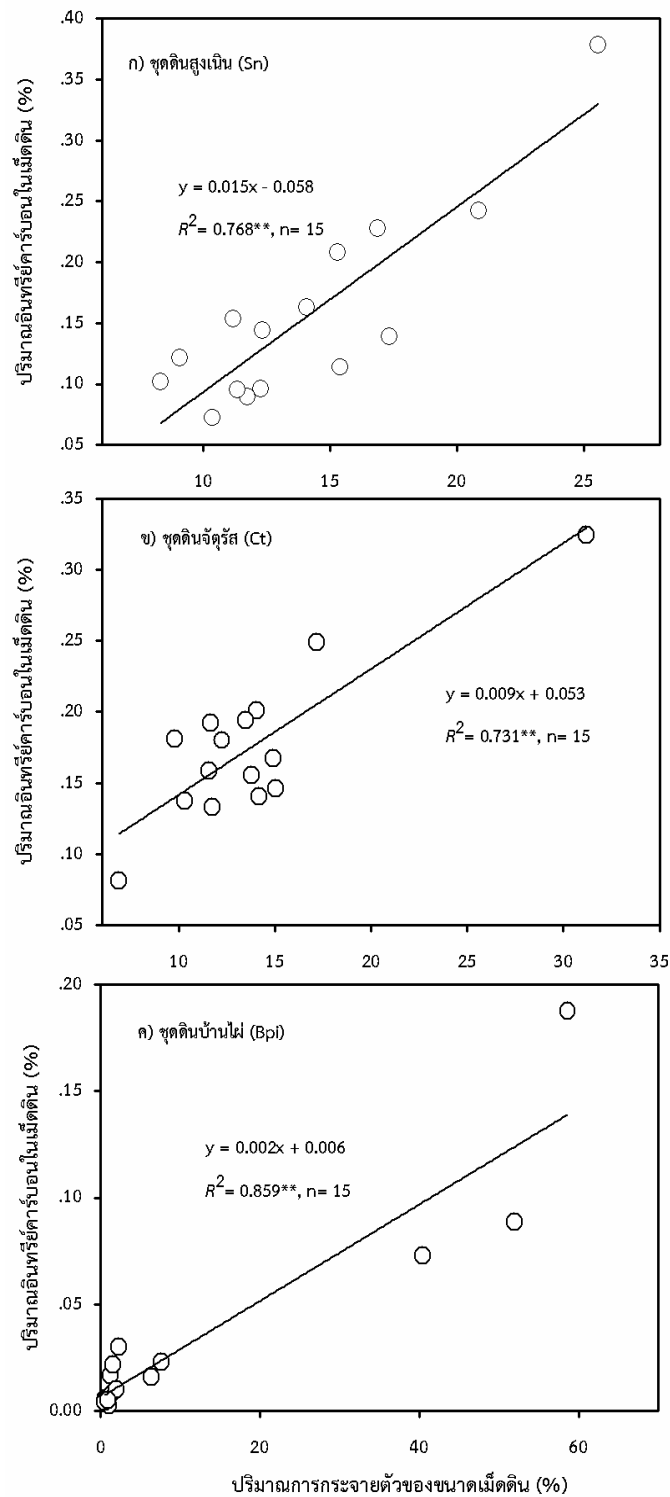 .40
ก) ชุดดินสูงเนิน (Sn)
.35
.30
y = 0.015x - 0.058
.25
R2= 0.768**, n= 15
.20
.15
.10
.05
10 15 20 25
ปริมาณอินทรีย์คาร์บอนในเม็ดดิน (%)
.35
ข) ชุดดินจัตุรัส (Ct)
.30
.25
y = 0.009x + 0.053
.20
R2= 0.731**, n= 15
.15
.10
.05
10 15 20 25 30 35
ปริมาณอินทรีย์คาร์บอนในเม็ดดิน (%)
.20
ค) ชุดดินบ้านไผ่ (Bpi)
.15
y = 0.002x + 0.006
R2= 0.859**, n= 15
.10
.05
0.00
0 20 40 60
ปริมาณอินทรีย์คาร์บอนในเม็ดดิน (%)
ปริมาณการกระจายตัวของขนาดเม็ดดิน (%)